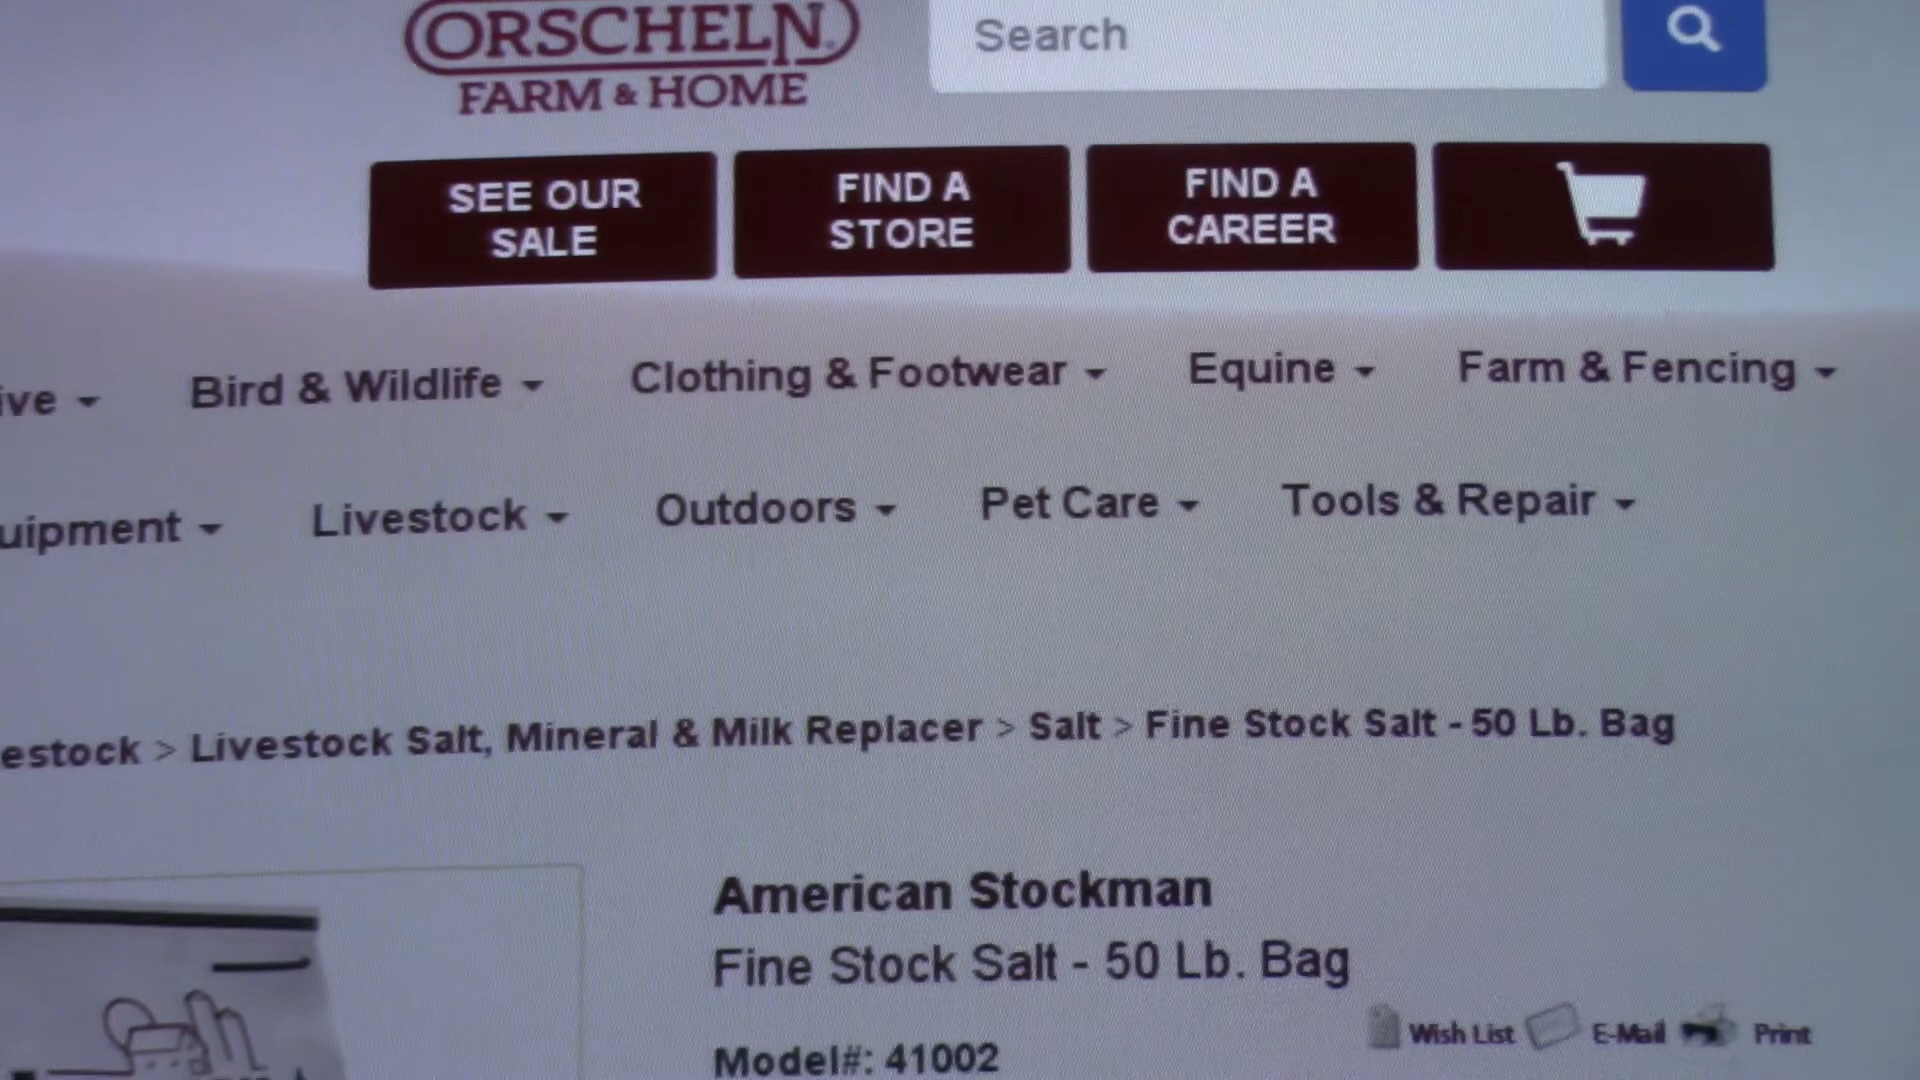 ORSCHELN
FARM & HOME
Search
SEE OUR
SALE
FIND A
STORE
FIND A
CAREER
ive
Bird & Wildlife
Clothing & Footwear
Equine
Farm & Fencing
uipment
Livestock
Outdoors
Pet Care
Tools & Repair
estock > Livestock Salt, Mineral & Milk Replacer > Salt > Fine Stock Salt - 50 Lb. Bag
American Stockman
Fine Stock Salt - 50 Lb. Bag
Wish List
E-Mail
Print
Model#: 41002